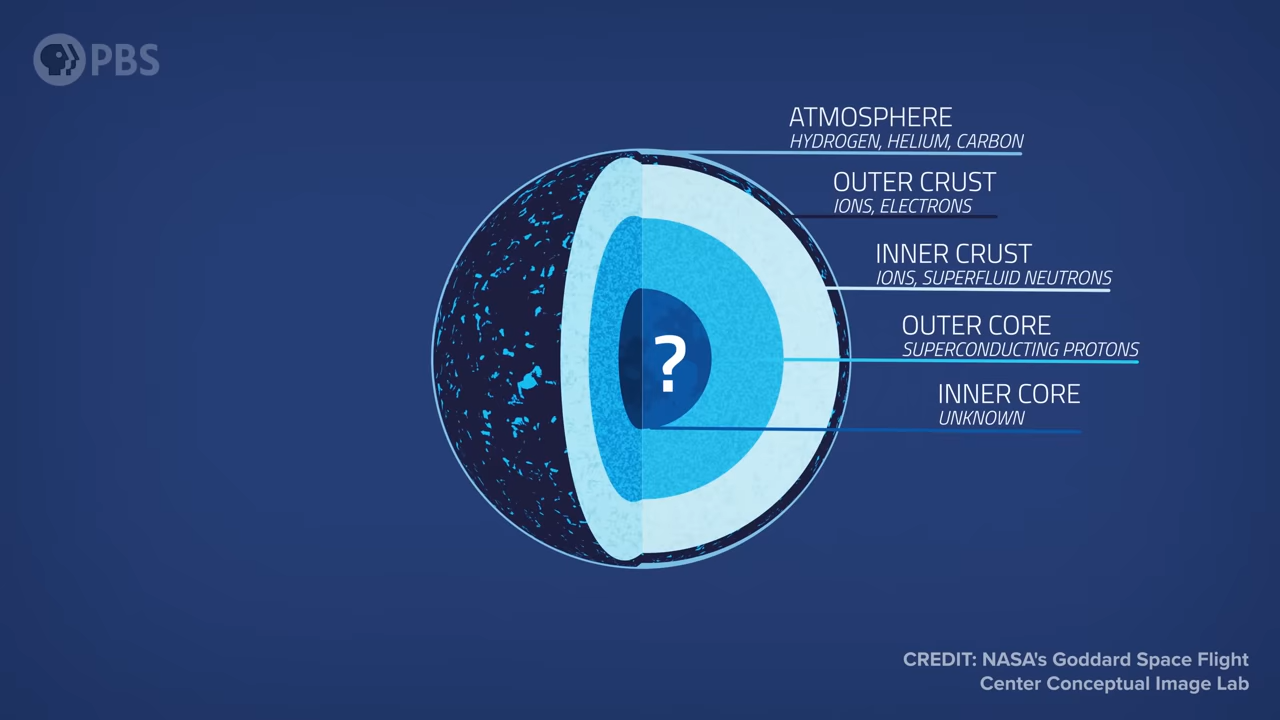 PBS
ATMOSPHERE
HYDROGEN, HELIUM, CARBON
OUTER CRUST
IONS, ELECTRONS
INNER CRUST
IONS, SUPERFLUID NEUTRONS
OUTER CORE
SUPERCONDUCTING PROTONS
?
INNER CORE
UNKNOWN
CREDIT: NASA's Goddard Space Flight
Center Conceptual Image Lab